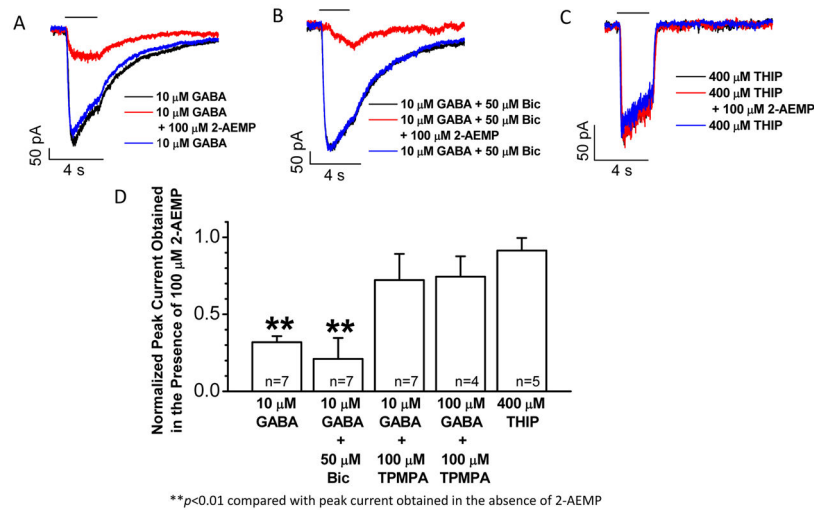 A
10 μM GABA
10 μM GABA
+ 100 μM 2-AEMP
10 μM GABA
50 pA
4 s
B
10 μM GABA + 50 μM Bic
10 μM GABA + 50 μM Bic
+ 100 μM 2-AEMP
10 μM GABA + 50 μM Bic
50 pA
4 s
C
400 μM THIP
400 μM THIP
+ 100 μM 2-AEMP
400 μM THIP
50 pA
4 s
D
Normalized Peak Current Obtained
in the Presence of 100 μM 2-AEMP
1.0
0.5
0.0
**
**
n=7
n=7
n=7
n=4
n=5
10 μM
GABA
10 μM
GABA
+
50 μM
Bic
10 μM
GABA
+
100 μM
TPMPA
100 μM
GABA
+
100 μM
TPMPA
400 μM
THIP
**p<0.01 compared with peak current obtained in the absence of 2-AEMP